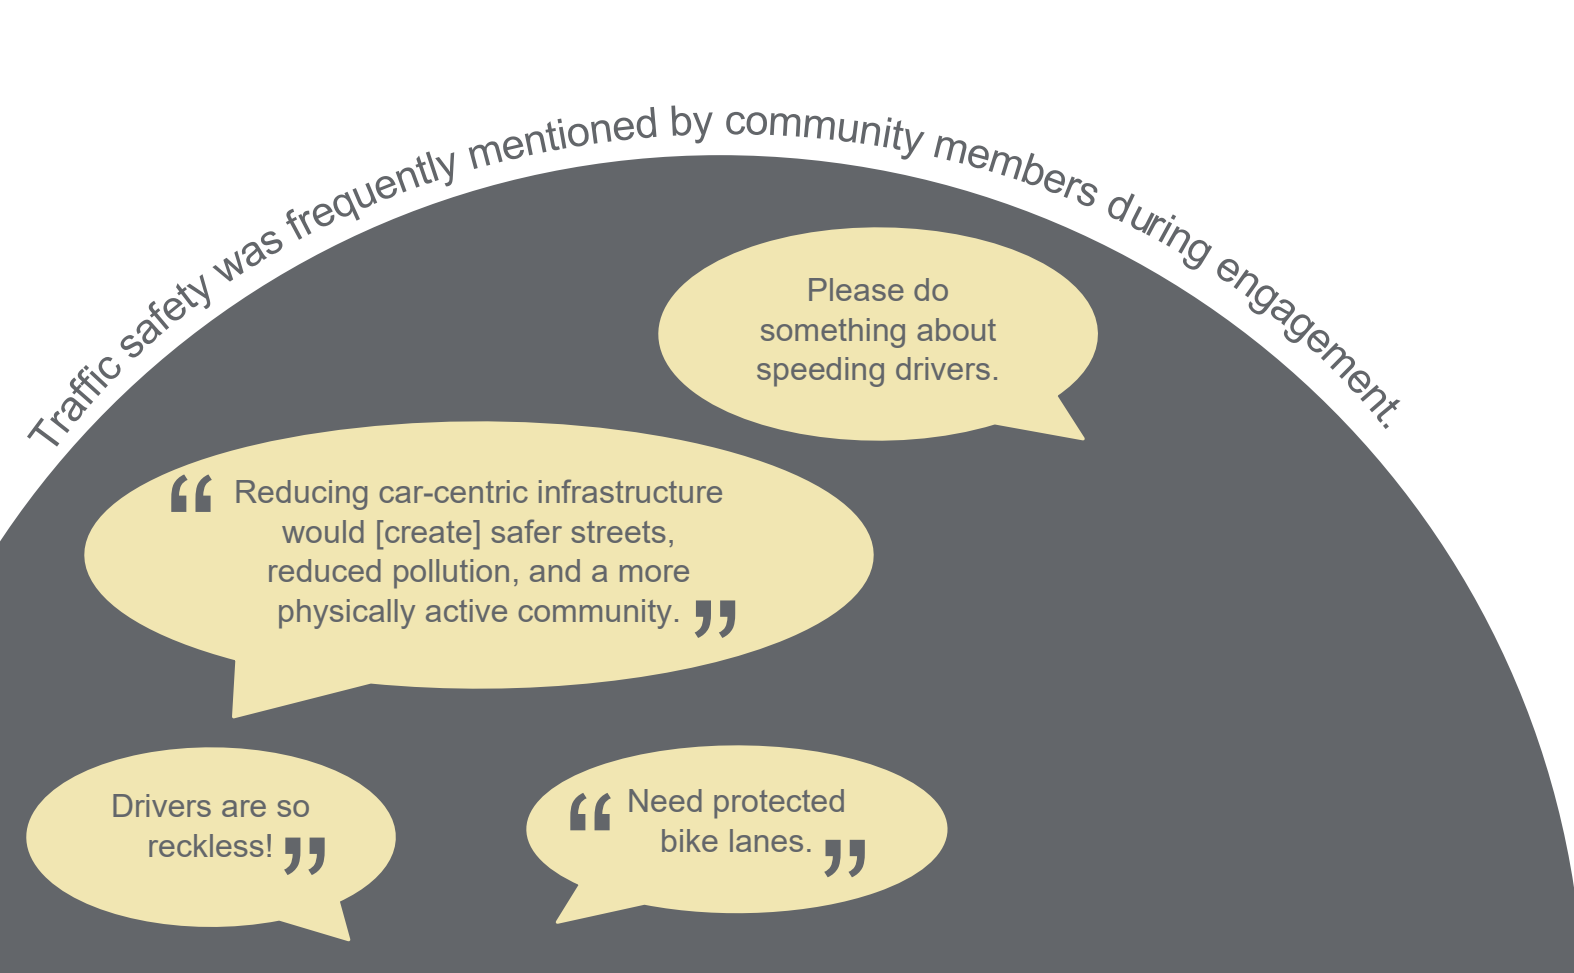 Traffic safety was frequently mentioned by community members during engagement.
Please do
something about
speeding drivers.
“ Reducing car-centric infrastructure
would [create] safer streets,
reduced pollution, and a more
physically active community. ”
Drivers are so
reckless! ”
“ Need protected
bike lanes. ”